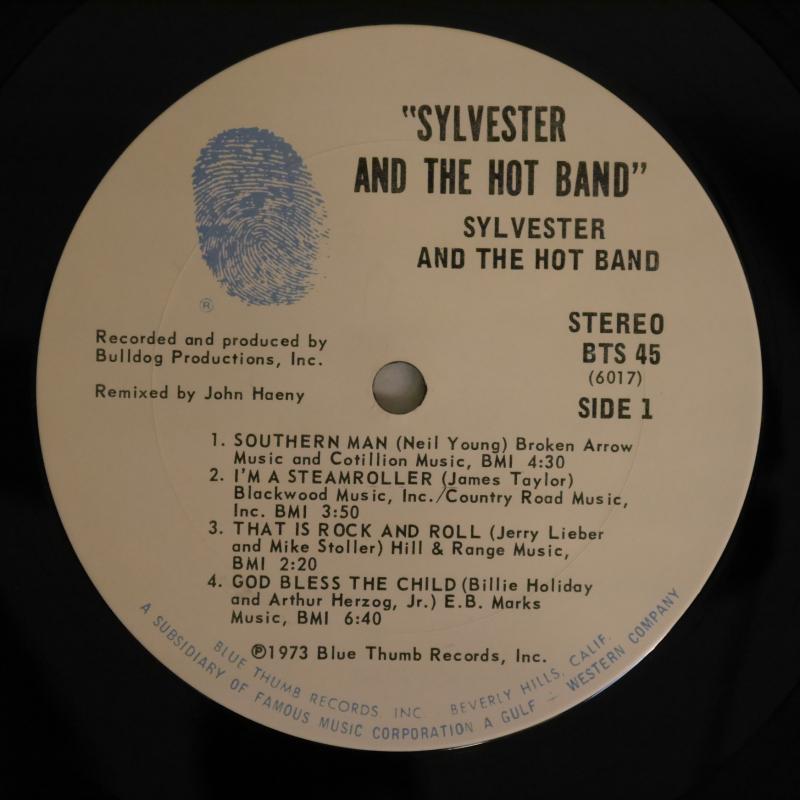 "SYLVESTER
AND THE HOT BAND"
SYLVESTER
AND THE HOT BAND
®
Recorded and produced by
Bulldog Productions, Inc.
Remixed by John Haeny
STEREO
BTS 45
(6017)
SIDE 1
1. SOUTHERN MAN (Neil Young) Broken Arrow
Music and Cotillion Music, BMI 4:30
2. I'M A STEAMROLLER (James Taylor)
Blackwood Music, Inc./Country Road Music,
Inc. BMI 3:50
3. THAT IS ROCK AND ROLL (Jerry Lieber
and Mike Stoller) Hill & Range Music,
BMI 2:20
4. GOD BLESS THE CHILD (Billie Holiday
and Arthur Herzog, Jr.) E.B. Marks
Music, BMI 6:40
℗1973 Blue Thumb Records, Inc.
BLUE THUMB RECORDS, INC. BEVERLY HILLS, CALIF.
A SUBSIDIARY OF FAMOUS MUSIC CORPORATION A GULF + WESTERN COMPANY